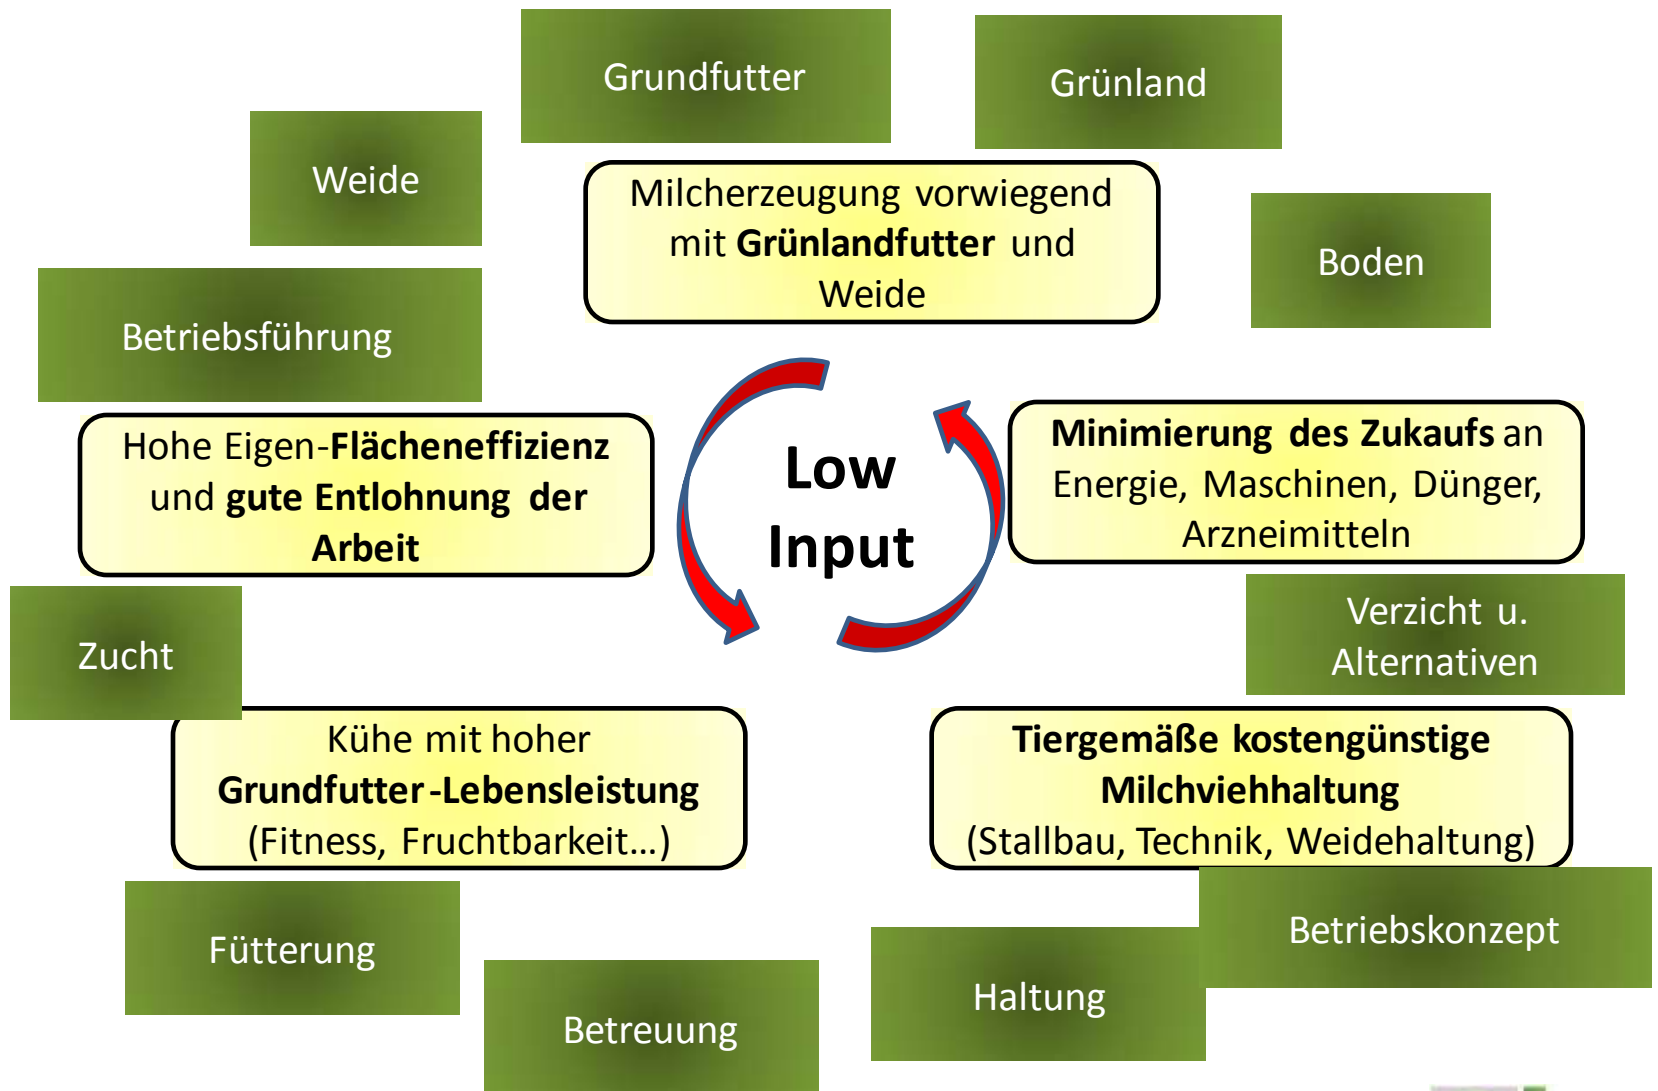 Grundfutter
Grünland
Weide
Milcherzeugung vorwiegend
mit Grünlandfutter und
Weide
Boden
Betriebsführung
Hohe Eigen-Flächeneffizienz
und gute Entlohnung der
Arbeit
Low
Input
Minimierung des Zukaufs an
Energie, Maschinen, Dünger,
Arzneimitteln
Verzicht u.
Alternativen
Zucht
Kühe mit hoher
Grundfutter-Lebensleistung
(Fitness, Fruchtbarkeit…)
Tiergemäße kostengünstige
Milchviehhaltung
(Stallbau, Technik, Weidehaltung)
Fütterung
Betriebskonzept
Haltung
Betreuung